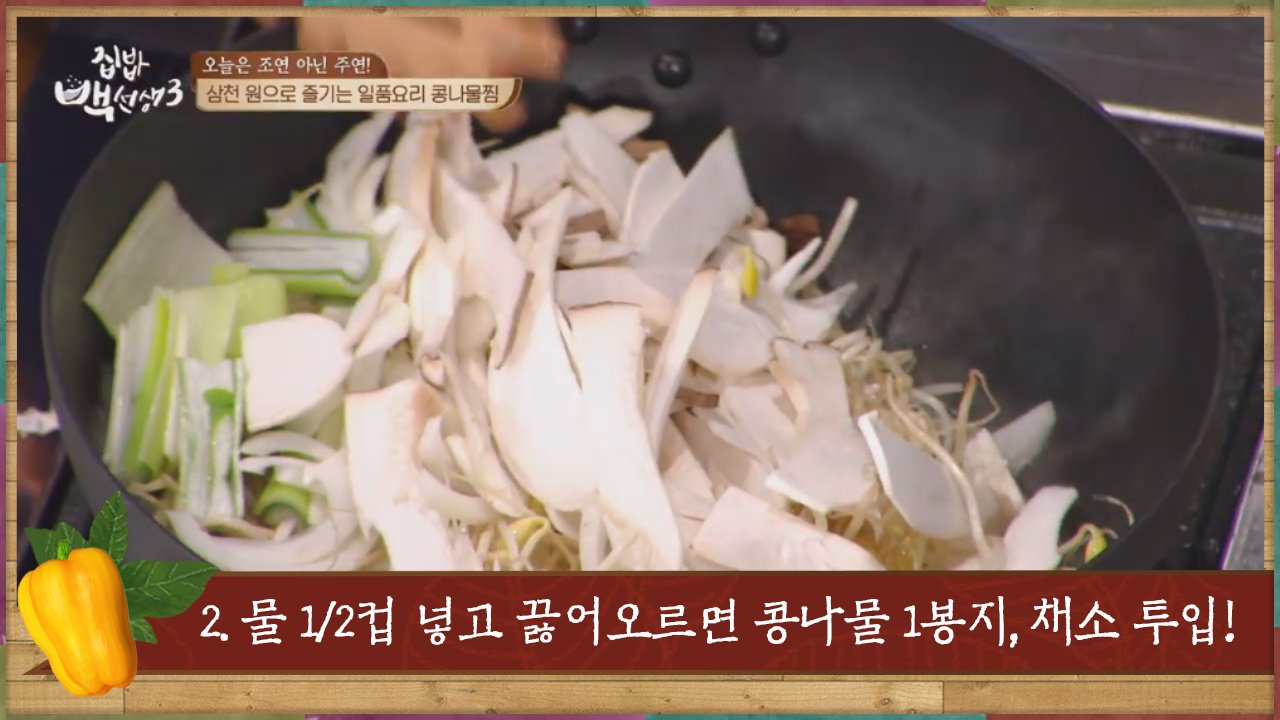 집밥
백선생3
오늘은 조연 아닌 주연!
삼천 원으로 즐기는 일품요리 콩나물찜
2. 물 1/2컵 넣고 끓어오르면 콩나물 1봉지, 채소 투입!